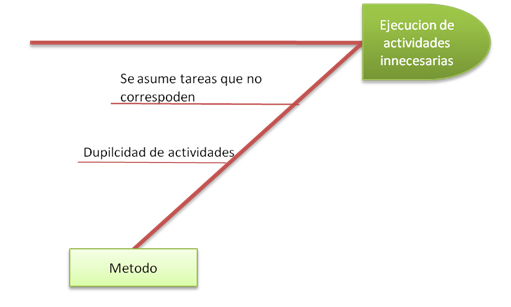 Ejecucion de
actividades
innecesarias
Se asume tareas que no
correspoden
Dupilcidad de actividades
Metodo